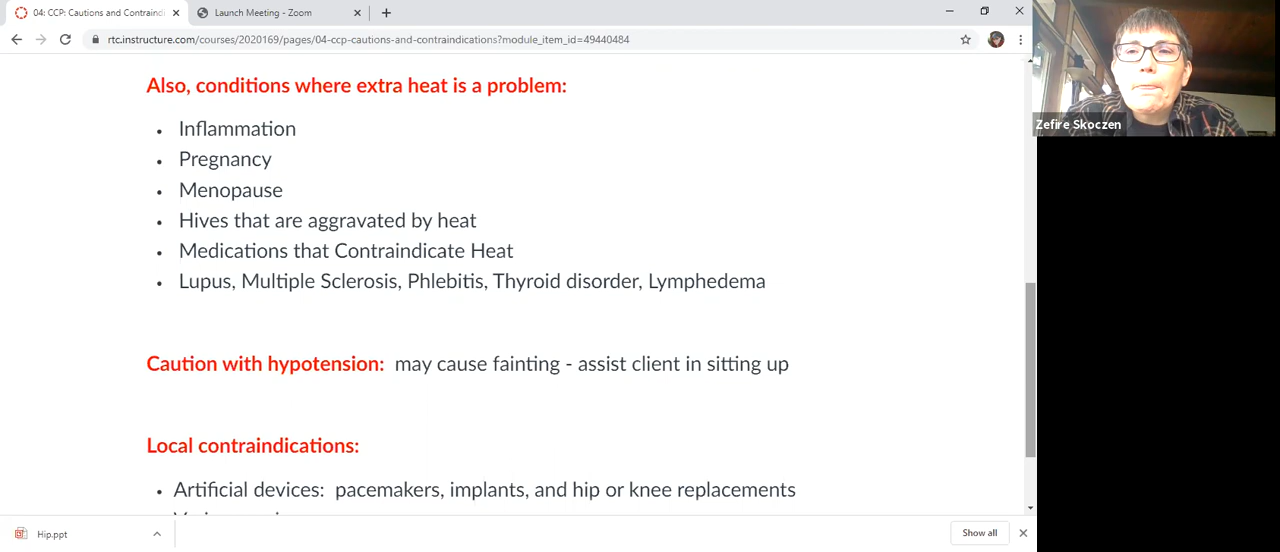 04: CCP: Cautions and Contraindi
Launch Meeting - Zoom
rtc.instructure.com/courses/2020169/pages/04-ccp-cautions-and-contraindications?module_item_id=49440484
Also, conditions where extra heat is a problem:
Inflammation
Pregnancy
Menopause
Hives that are aggravated by heat
Medications that Contraindicate Heat
Lupus, Multiple Sclerosis, Phlebitis, Thyroid disorder, Lymphedema
Caution with hypotension: may cause fainting - assist client in sitting up
Local contraindications:
Artificial devices: pacemakers, implants, and hip or knee replacements
Hip.ppt
Show all
Zefire Skoczen